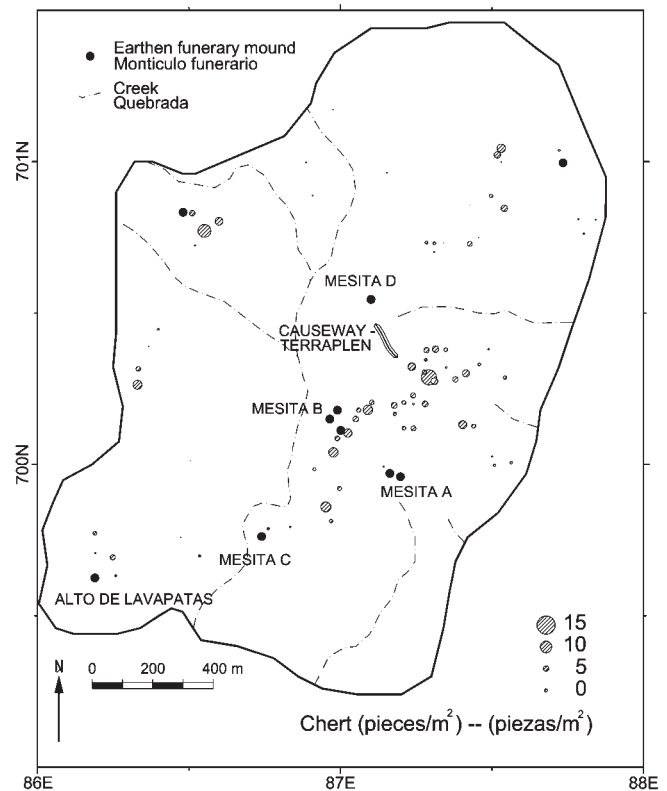 Earthen funerary mound
Monticulo funerario
Creek
Quebrada
701N
MESITA D
CAUSEWAY -
TERRAPLEN
MESITA B
700N
MESITA A
MESITA C
ALTO DE LAVAPATAS
15
10
5
0
N
0 200 400 m
Chert (pieces/m²) -- (piezas/m²)
86E 87E 88E